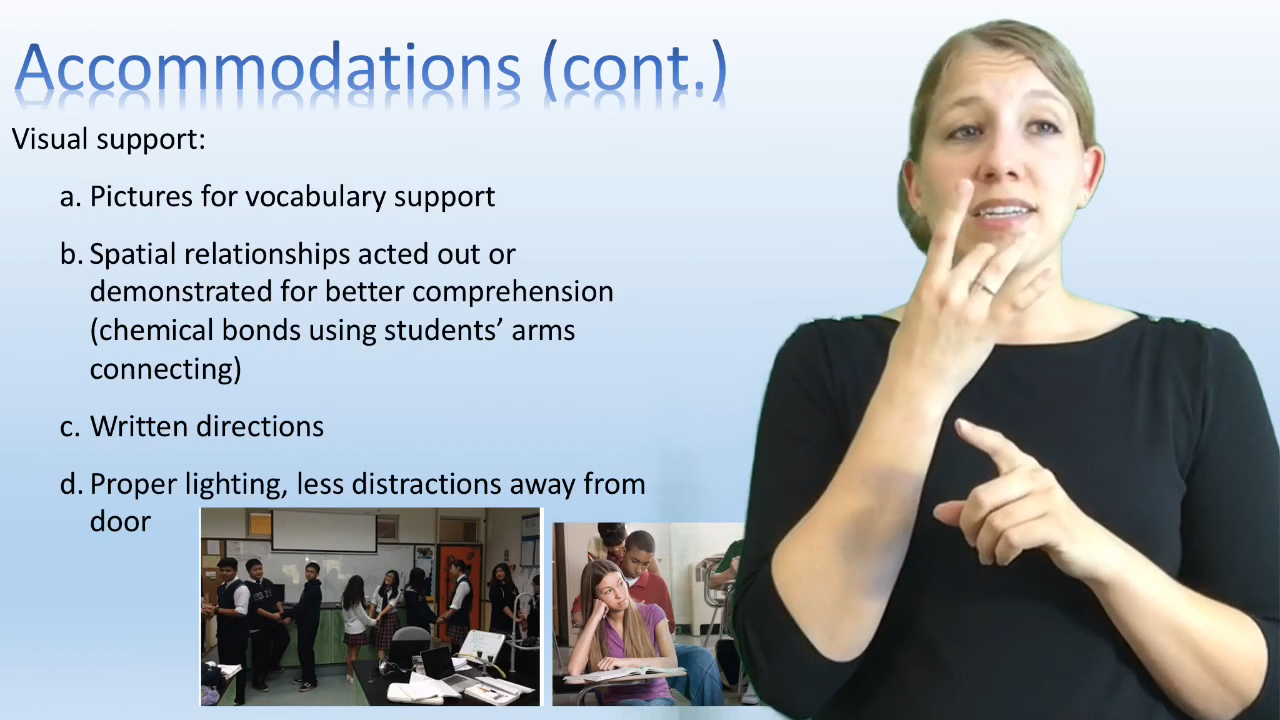 Accommodations (cont.)
Visual support:
a. Pictures for vocabulary support
b. Spatial relationships acted out or
demonstrated for better comprehension
(chemical bonds using students’ arms
connecting)
c. Written directions
d. Proper lighting, less distractions away from
door